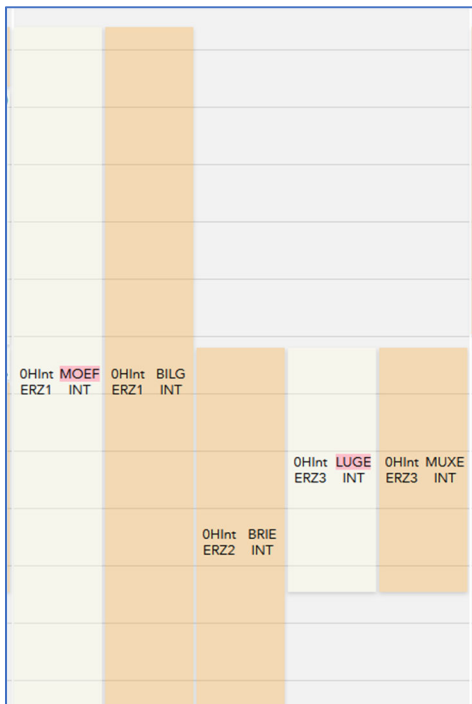 0HInt MOEF
ERZ1 INT
0HInt BILG
ERZ1 INT
0HInt BRIE
ERZ2 INT
0HInt LUGE
ERZ3 INT
0HInt MUXE
ERZ3 INT